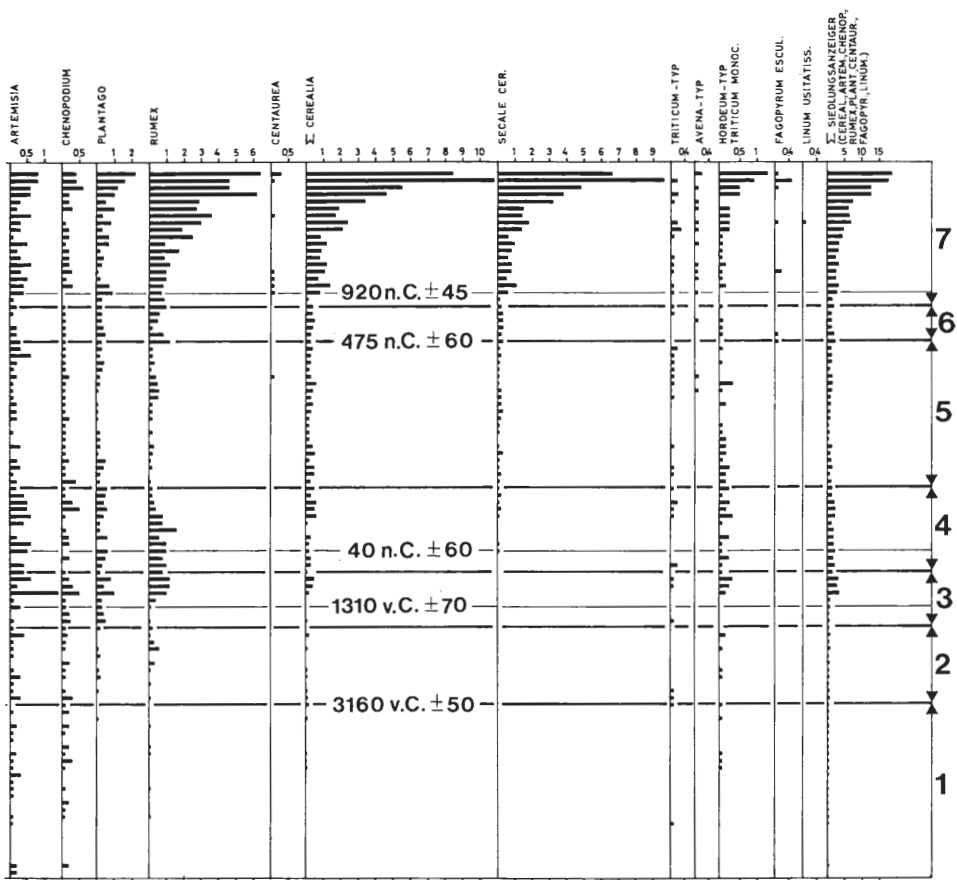 ARTEMISIA
CHENOPODIUM
PLANTAGO
RUMEX
CENTAUREA
Σ CEREALIA
SECALE CER.
TRITICUM-TYP
AVENA-TYP
HORDEUM-TYP
TRITICUM MONOC.
FAGOPYRUM ESCUL.
LINUM USITATISS.
Σ SIEDLUNGSANZEIGER
(CEREAL., ARTEM., CHENOP.,
RUMEX, PLANT., CENTAUR.,
FAGOPYR., LINUM.)
0.5 1 0.5 1 2 1 2 3 4 5 6 0.5 1 2 3 4 5 6 7 8 9 10 1 2 3 4 5 6 7 8 9 0.4 0.4 0.5 1 0.4 0.4 5 10 15
7
920 n.C. ±45
6
475 n.C. ±60
5
4
40 n.C. ±60
3
1310 v.C. ±70
2
3160 v.C. ±50
1